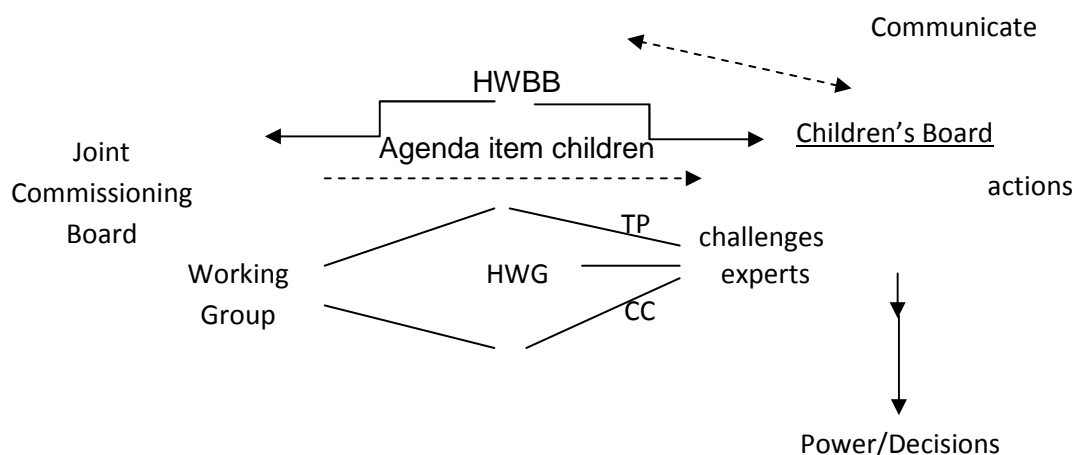 Communicate
HWBB
Children’s Board
Agenda item children
Joint
Commissioning
Board
actions
TP
challenges
experts
Working
Group
HWG
CC
Power/Decisions